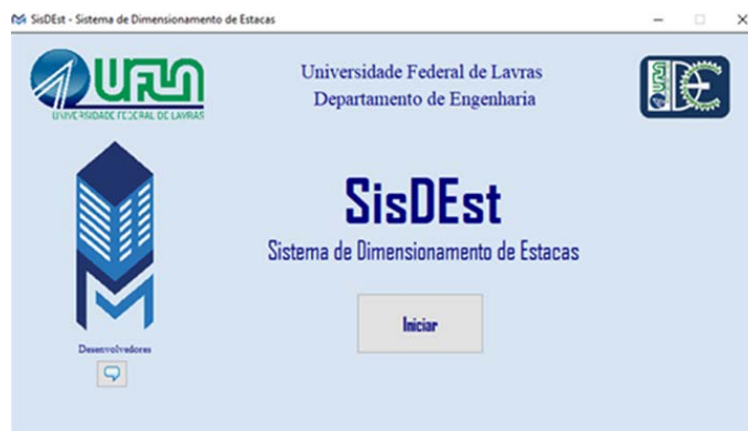 SisDEst - Sistema de Dimensionamento de Estacas
UFLA
UNIVERSIDADE FEDERAL DE LAVRAS
Universidade Federal de Lavras
Departamento de Engenharia
SisDEst
Sistema de Dimensionamento de Estacas
Iniciar
Desenvolvedores